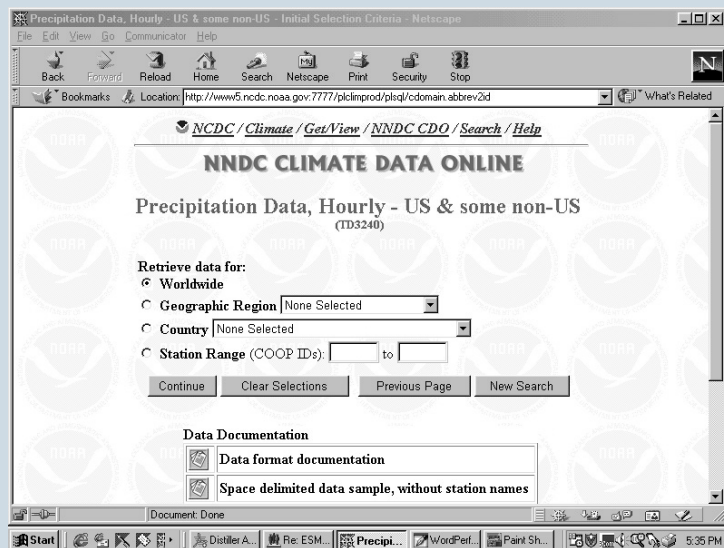 Precipitation Data, Hourly - US & some non-US - Initial Selection Criteria - Netscape
File Edit View Go Communicator Help
Back Forward Reload Home Search Netscape Print Security Stop
My
N
Bookmarks Location: http://www5.ncdc.noaa.gov:7777/plclimprod/plsql/cdomain.abbrev2id What's Related
NCDC / Climate / Get/View / NNDC CDO / Search / Help
NNDC CLIMATE DATA ONLINE
Precipitation Data, Hourly - US & some non-US
(TD3240)
Retrieve data for:
Worldwide
Geographic Region None Selected
Country None Selected
Station Range (COOP IDs): to
Continue Clear Selections Previous Page New Search
Data Documentation
Data format documentation
Space delimited data sample, without station names
Document: Done
Start Distiller A... Re: ESM... Precipi... WordPerf... Paint Sh... 5:35 PM